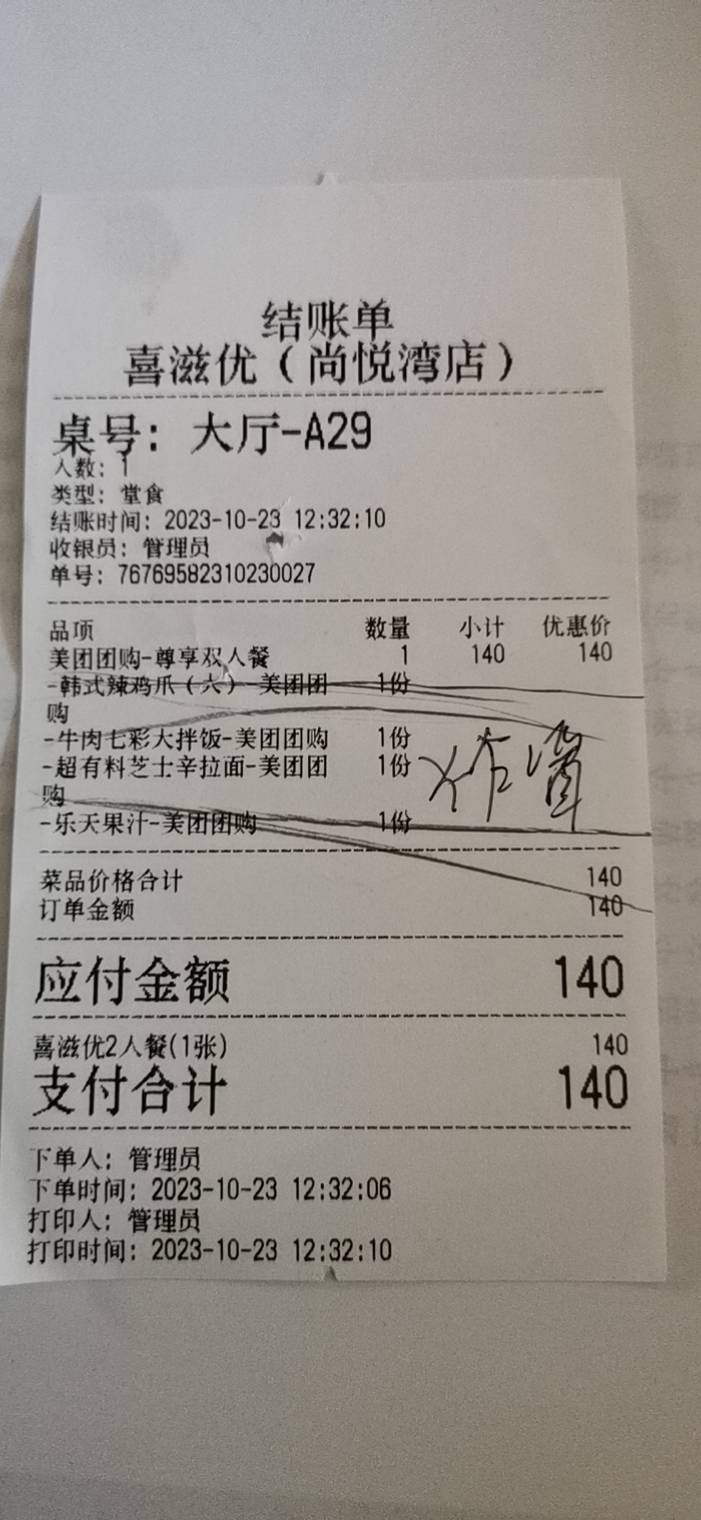 结账单
喜滋优（尚悦湾店）
桌号: 大厅-A29
人数: 1
类型: 堂食
结账时间: 2023-10-23 12:32:10
收银员: 管理员
单号: 76769582310230027
品项 数量 小计 优惠价
美团团购-尊享双人餐 1 140 140
-韩式辣鸡爪（六）-美团团 1份
购
-牛肉七彩大拌饭-美团团购 1份
-超有料芝士辛拉面-美团团 1份
购
-乐天果汁-美团团购 1份
菜品价格合计 140
订单金额 140
应付金额 140
喜滋优2人餐(1张) 140
支付合计 140
下单人: 管理员
下单时间: 2023-10-23 12:32:06
打印人: 管理员
打印时间: 2023-10-23 12:32:10